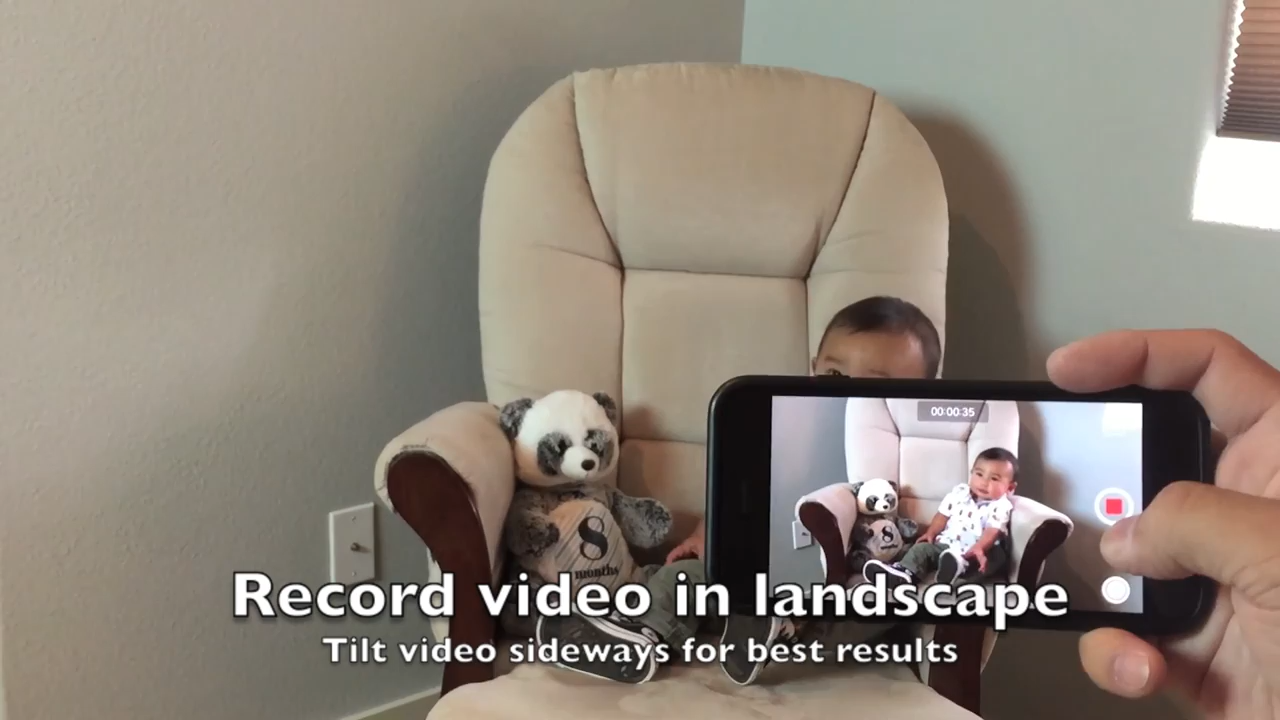 00:00:35
8
months
Record video in landscape
Tilt video sideways for best results